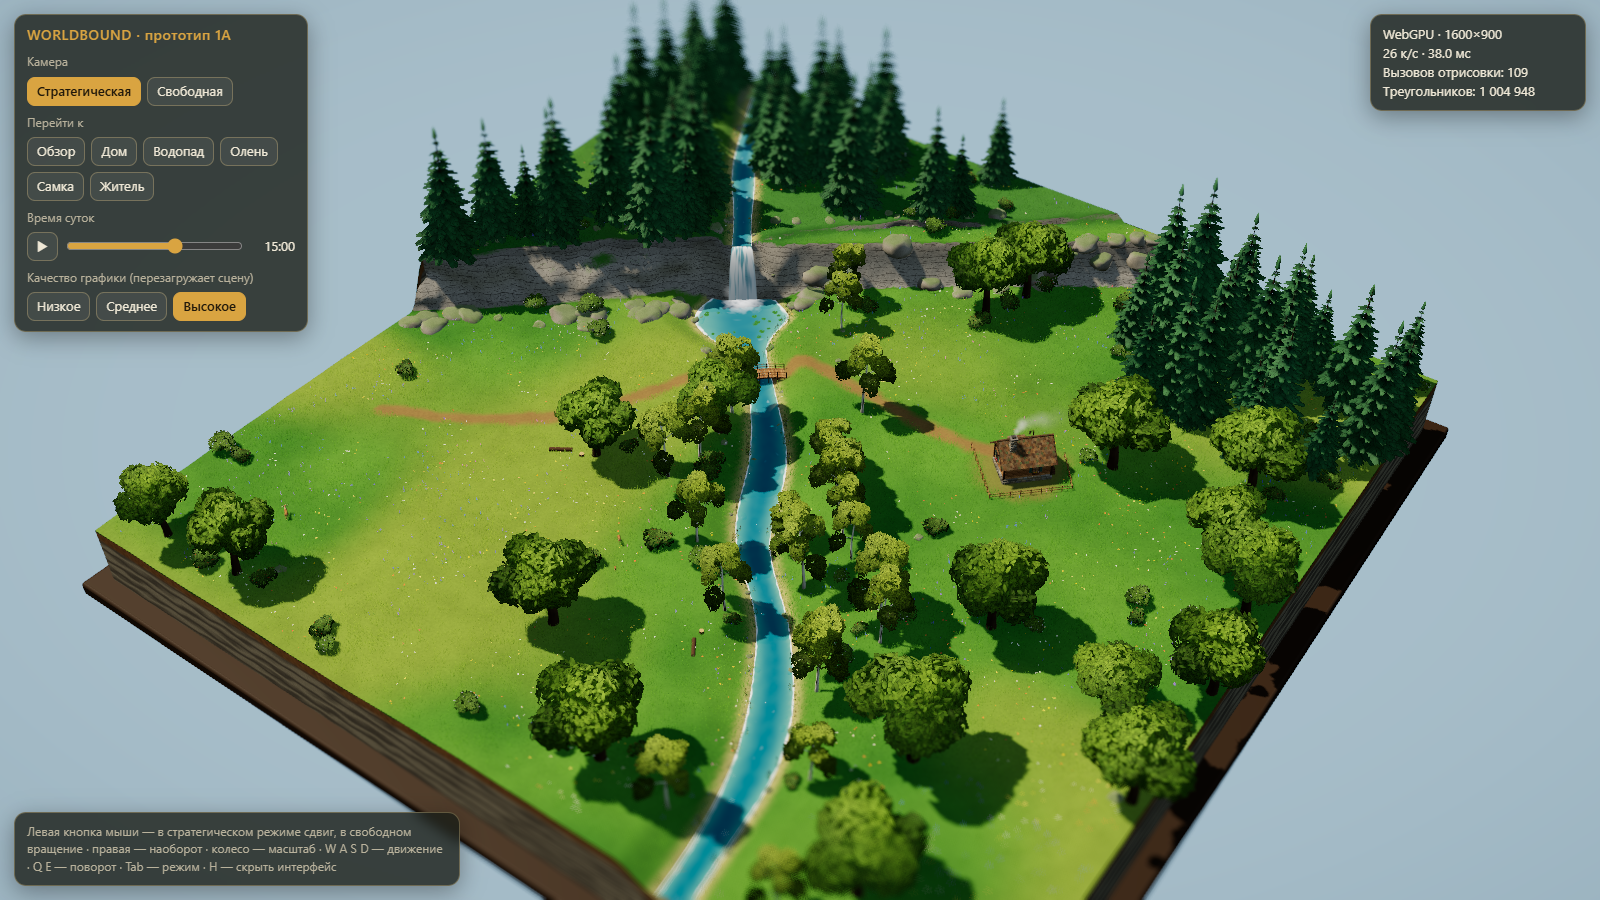 WORLDBOUND · прототип 1A
Камера
Стратегическая Свободная
Перейти к
Обзор Дом Водопад Олень
Самка Житель
Время суток
15:00
Качество графики (перезагружает сцену)
Низкое Среднее Высокое
WebGPU · 1600×900
26 к/с · 38.0 мс
Вызовов отрисовки: 109
Треугольников: 1 004 948
Левая кнопка мыши — в стратегическом режиме сдвиг, в свободном
вращение · правая — наоборот · колесо — масштаб · W A S D — движение
· Q E — поворот · Tab — режим · H — скрыть интерфейс